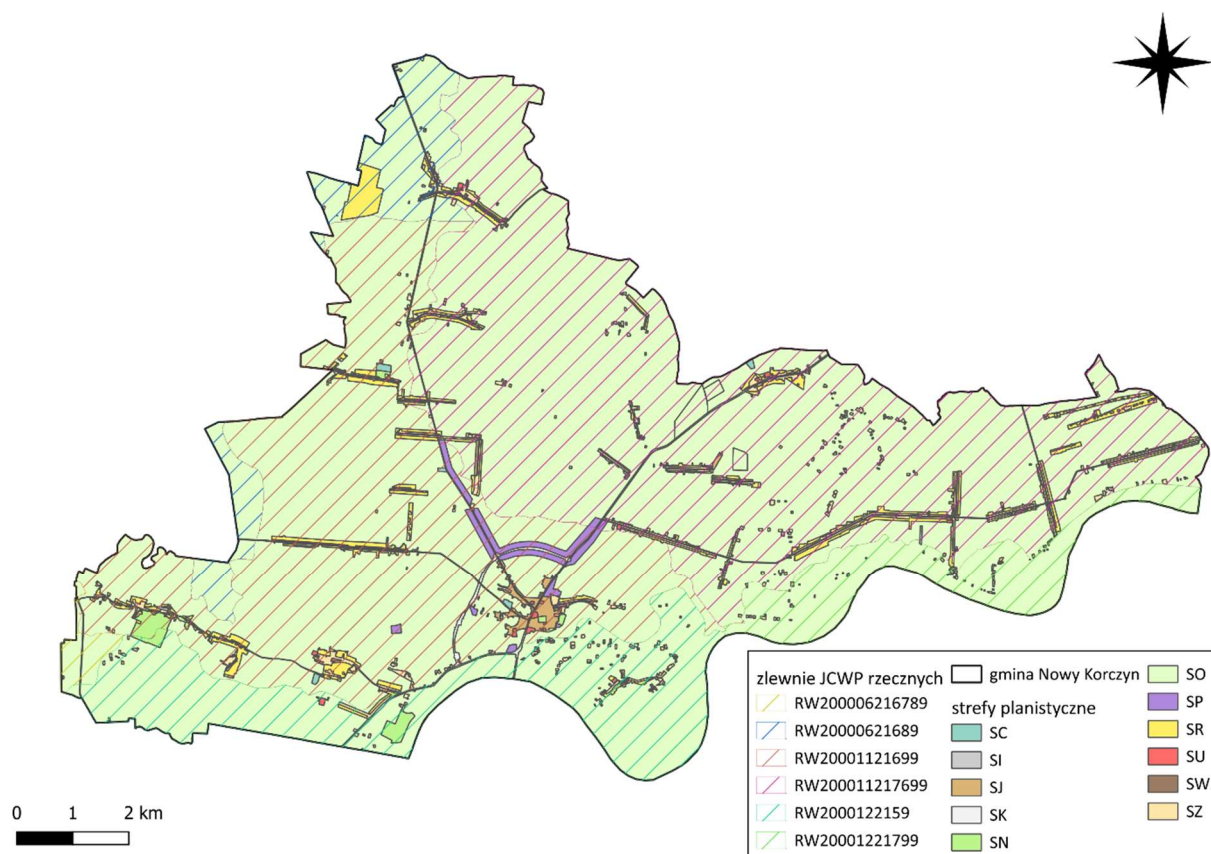 zlewnie JCWP rzecznych
RW200006216789
RW20000621689
RW20001121699
RW200011217699
RW2000122159
RW20001221799
gmina Nowy Korczyn
strefy planistyczne
SC
SI
SJ
SK
SN
SO
SP
SR
SU
SW
SZ
0 1 2 km